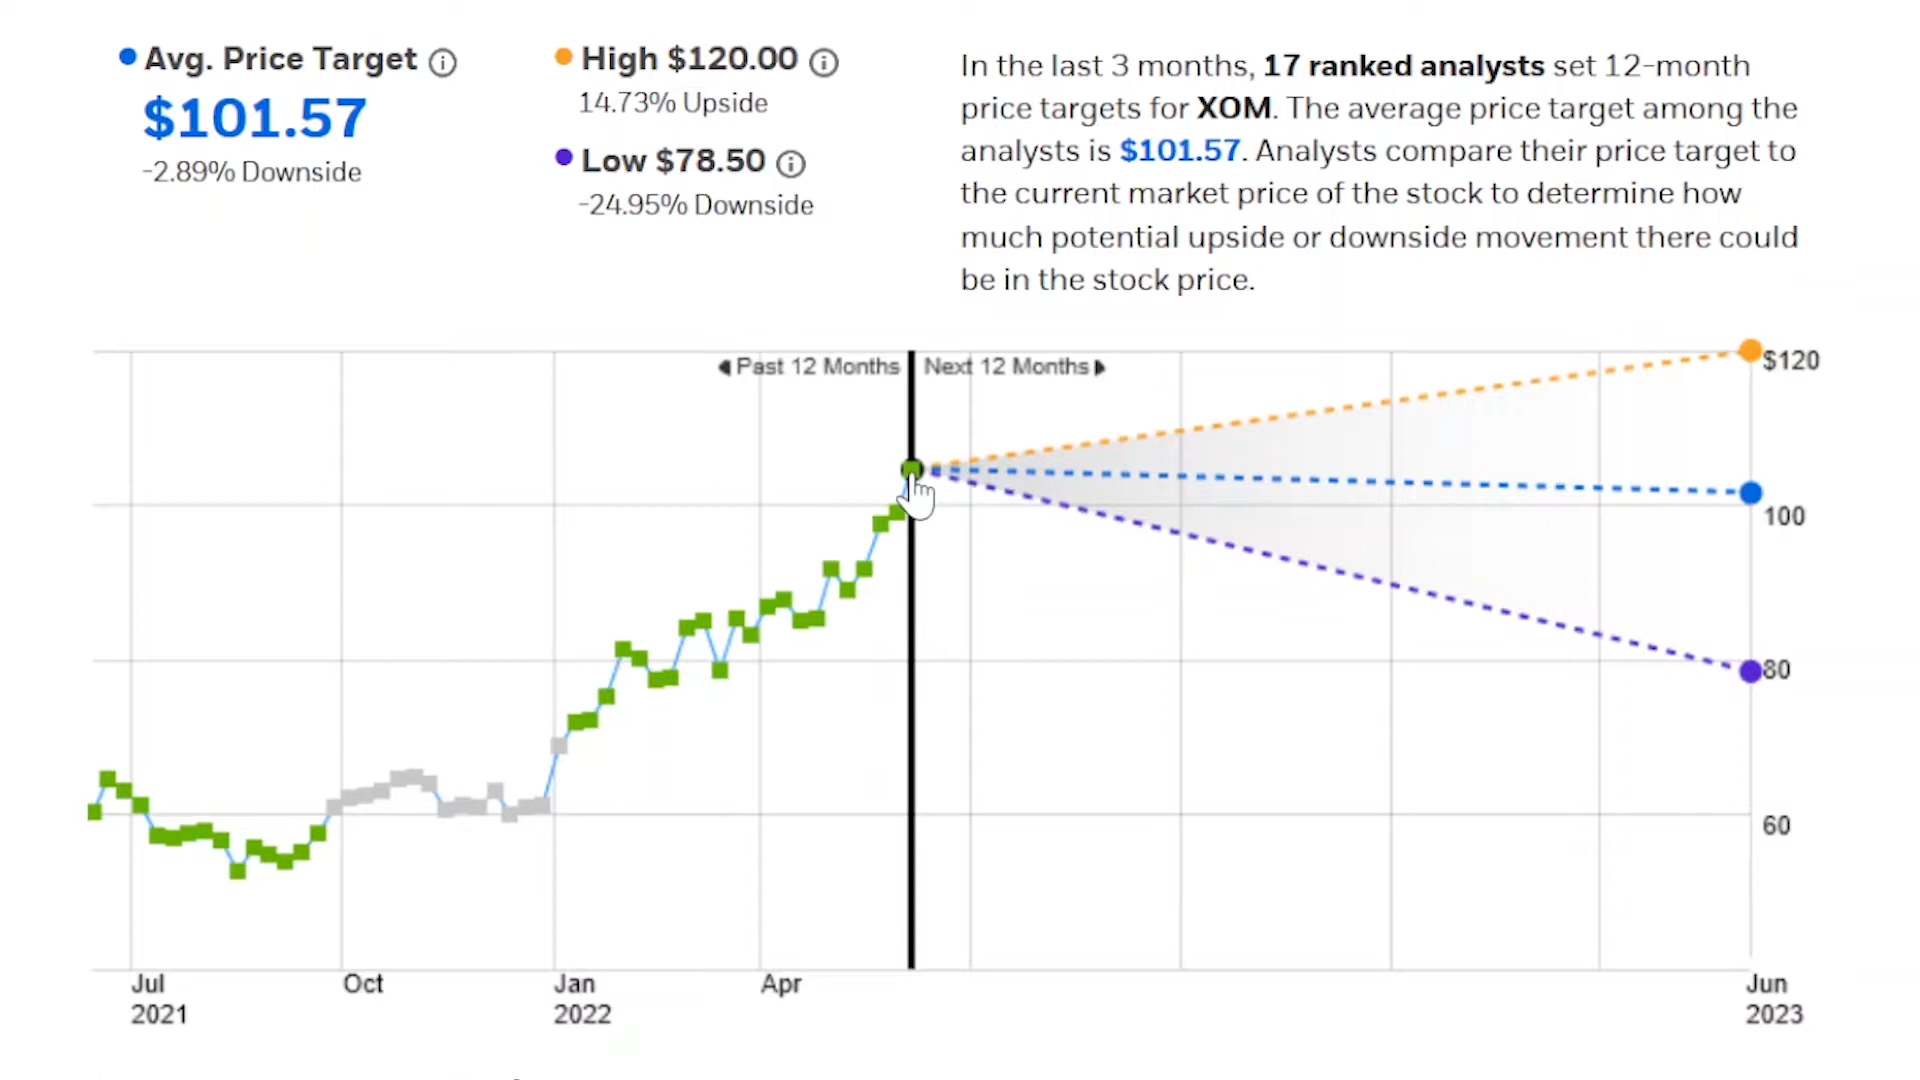 Avg. Price Target
$101.57
-2.89% Downside
High $120.00
14.73% Upside
Low $78.50
-24.95% Downside
In the last 3 months, 17 ranked analysts set 12-month
price targets for XOM. The average price target among the
analysts is $101.57. Analysts compare their price target to
the current market price of the stock to determine how
much potential upside or downside movement there could
be in the stock price.
Past 12 Months
Next 12 Months
$120
100
80
60
Jul
2021
Oct
Jan
2022
Apr
Jun
2023